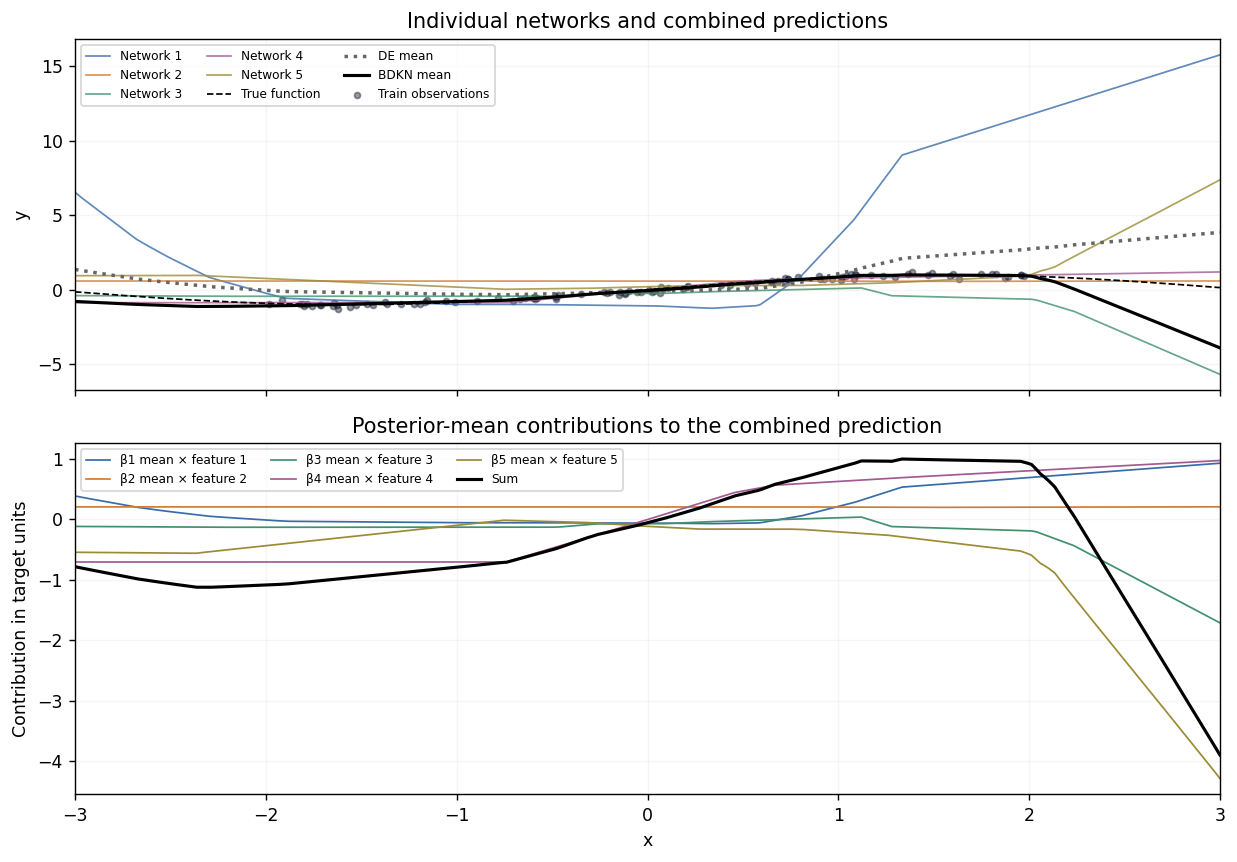 Individual networks and combined predictions
Network 1
Network 2
Network 3
Network 4
Network 5
True function
DE mean
BDKN mean
Train observations
15
10
5
0
−5
y
Posterior-mean contributions to the combined prediction
β1 mean × feature 1
β2 mean × feature 2
β3 mean × feature 3
β4 mean × feature 4
β5 mean × feature 5
Sum
1
0
−1
−2
−3
−4
Contribution in target units
−3
−2
−1
0
1
2
3
x